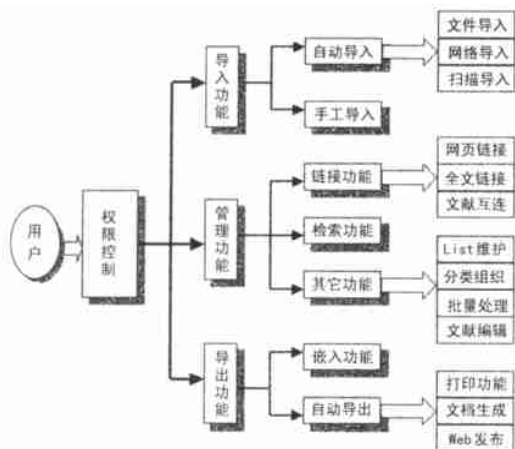 用户
权限控制
导入功能
自动导入
文件导入
网络导入
扫描导入
手工导入
管理功能
链接功能
网页链接
全文链接
文献互连
检索功能
其它功能
List维护
分类组织
批量处理
文献编辑
导出功能
嵌入功能
自动导出
打印功能
文档生成
Web发布